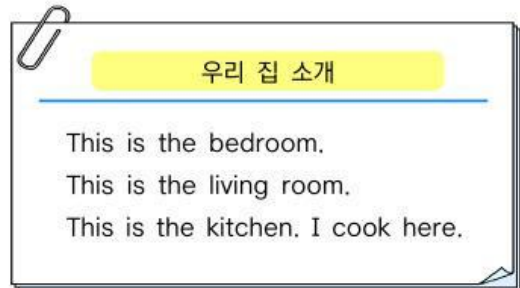 우리 집 소개
This is the bedroom.
This is the living room.
This is the kitchen. I cook here.